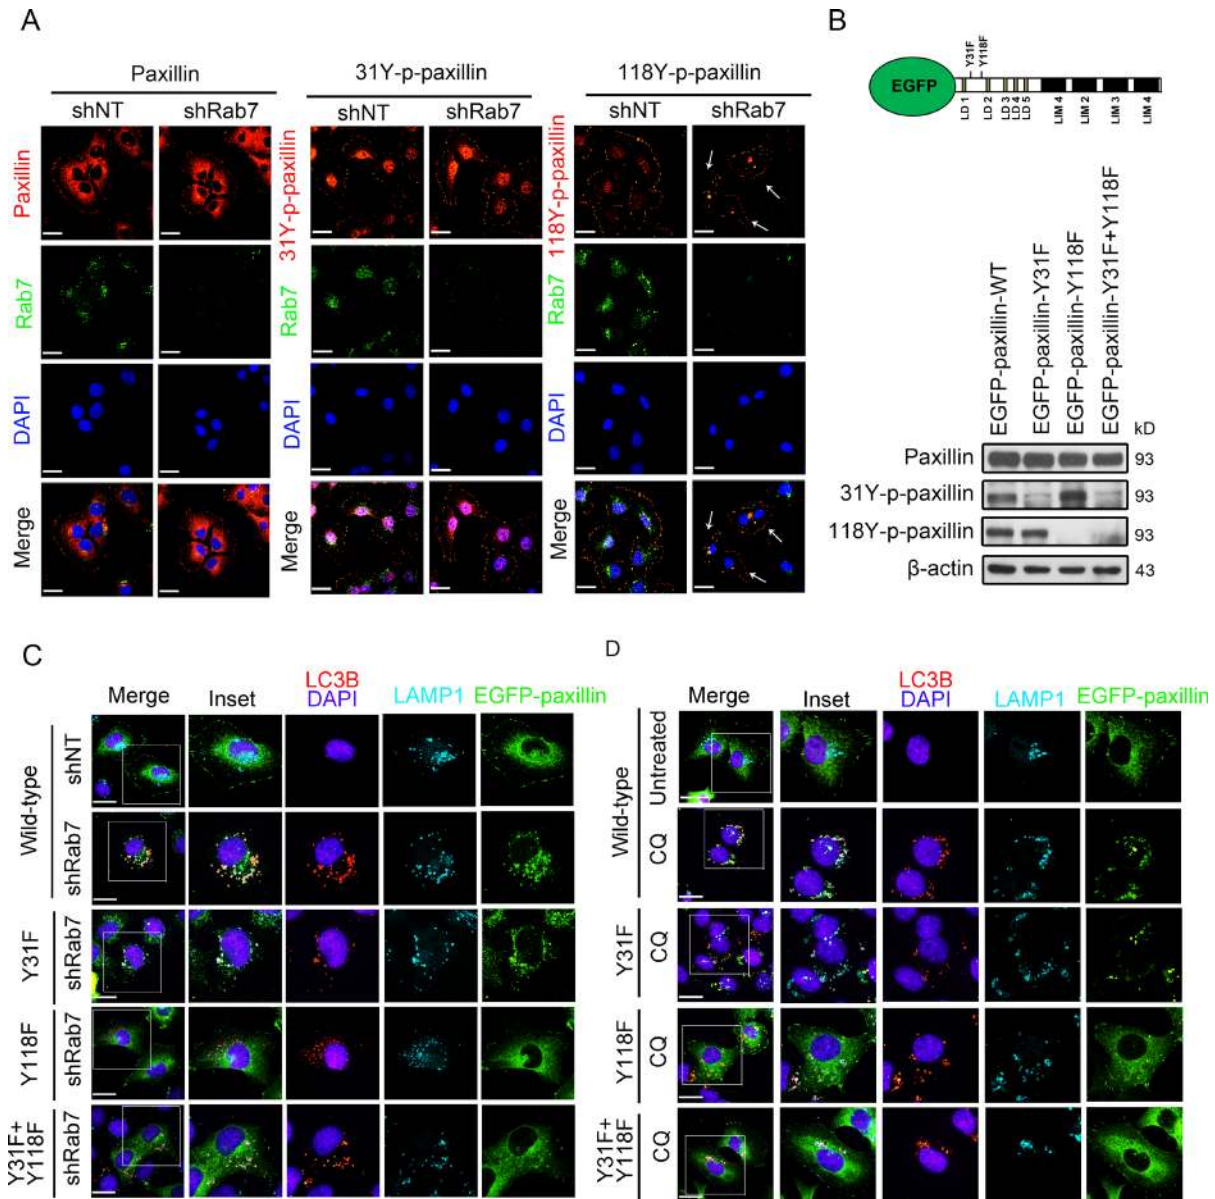 A
Paxillin
31Y-p-paxillin
118Y-p-paxillin
shNT
shRab7
shNT
shRab7
shNT
shRab7
Paxillin
Rab7
DAPI
Merge
31Y-p-paxillin
Rab7
DAPI
Merge
118Y-p-paxillin
Rab7
DAPI
Merge
B
Y31F
Y118F
EGFP
LD 1
LD 2
LD 3
LD 4
LD 5
LIM 4
LIM 2
LIM 3
LIM 4
EGFP-paxillin-WT
EGFP-paxillin-Y31F
EGFP-paxillin-Y118F
EGFP-paxillin-Y31F+Y118F
kD
Paxillin 93
31Y-p-paxillin 93
118Y-p-paxillin 93
β-actin 43
C
Merge
Inset
LC3B
DAPI
LAMP1
EGFP-paxillin
Wild-type
shNT
shRab7
Y31F
shRab7
Y118F
shRab7
Y31F+
Y118F
shRab7
D
Merge
Inset
LC3B
DAPI
LAMP1
EGFP-paxillin
Wild-type
Untreated
CQ
Y31F
CQ
Y118F
CQ
Y31F+
Y118F
CQ